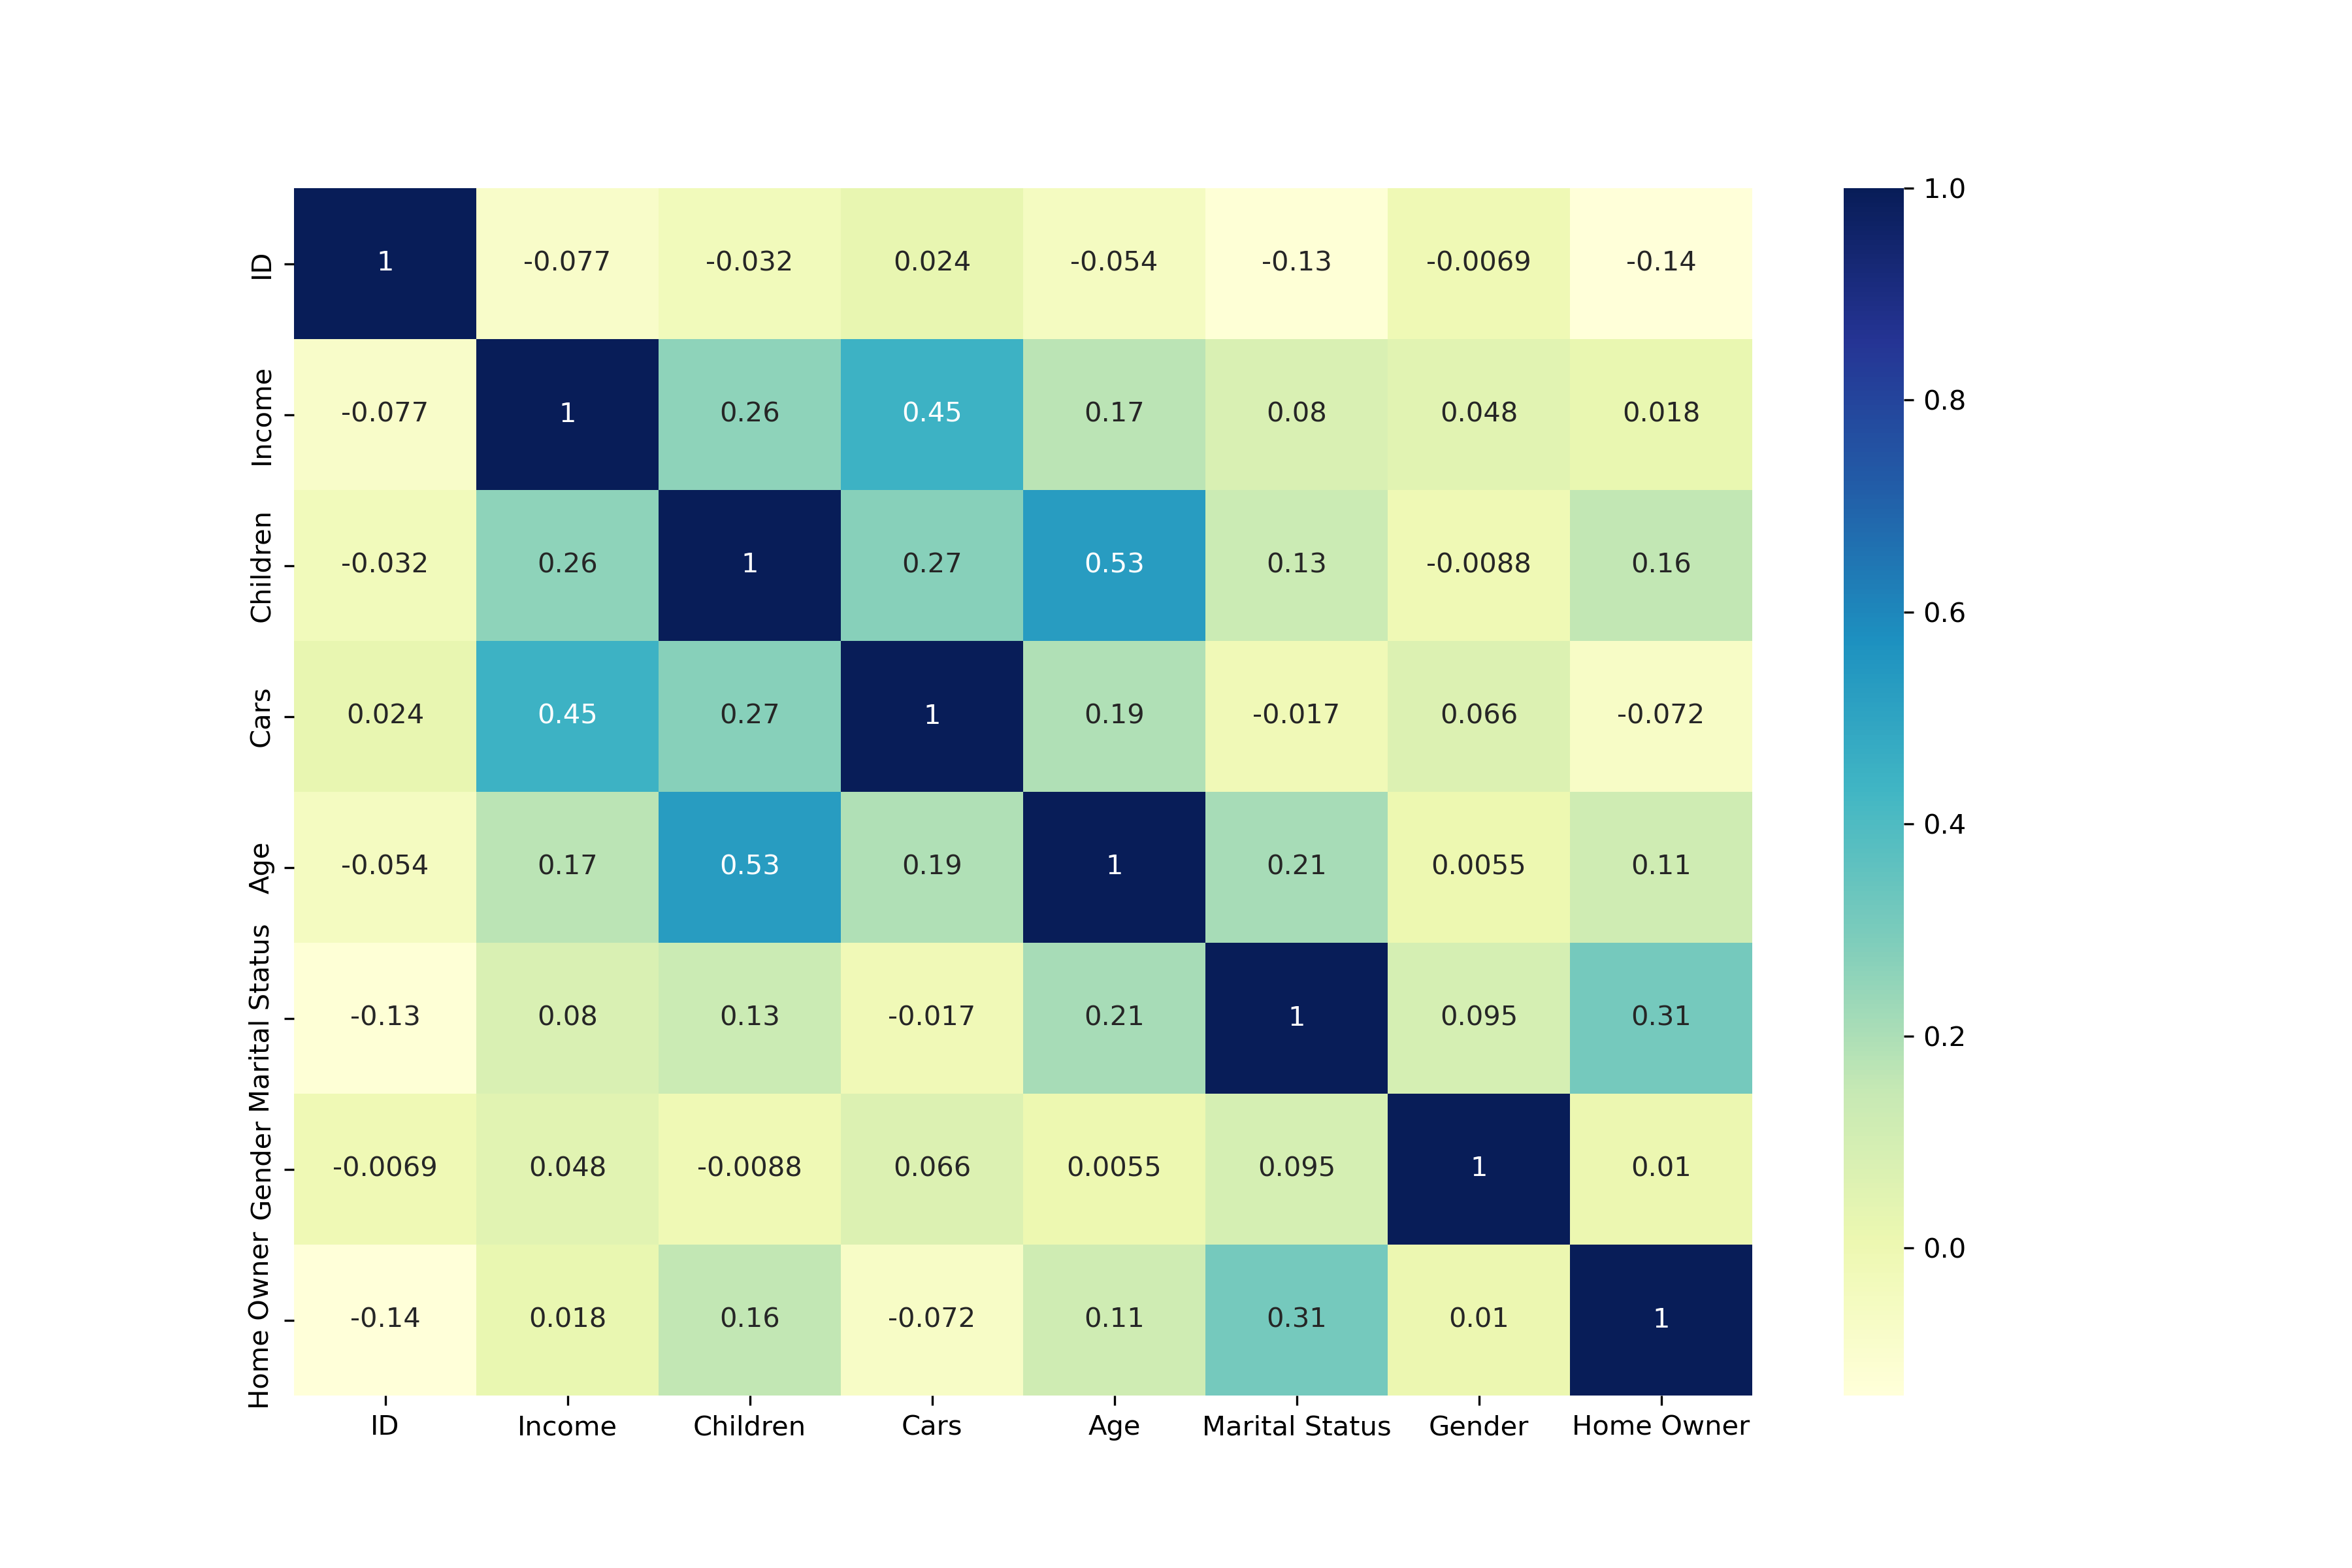 1.0
ID 1 -0.077 -0.032 0.024 -0.054 -0.13 -0.0069 -0.14
0.8
Income -0.077 1 0.26 0.45 0.17 0.08 0.048 0.018
Children -0.032 0.26 1 0.27 0.53 0.13 -0.0088 0.16
0.6
Cars 0.024 0.45 0.27 1 0.19 -0.017 0.066 -0.072
0.4
Age -0.054 0.17 0.53 0.19 1 0.21 0.0055 0.11
Marital Status -0.13 0.08 0.13 -0.017 0.21 1 0.095 0.31
0.2
Gender -0.0069 0.048 -0.0088 0.066 0.0055 0.095 1 0.01
0.0
Home Owner -0.14 0.018 0.16 -0.072 0.11 0.31 0.01 1
ID Income Children Cars Age Marital Status Gender Home Owner